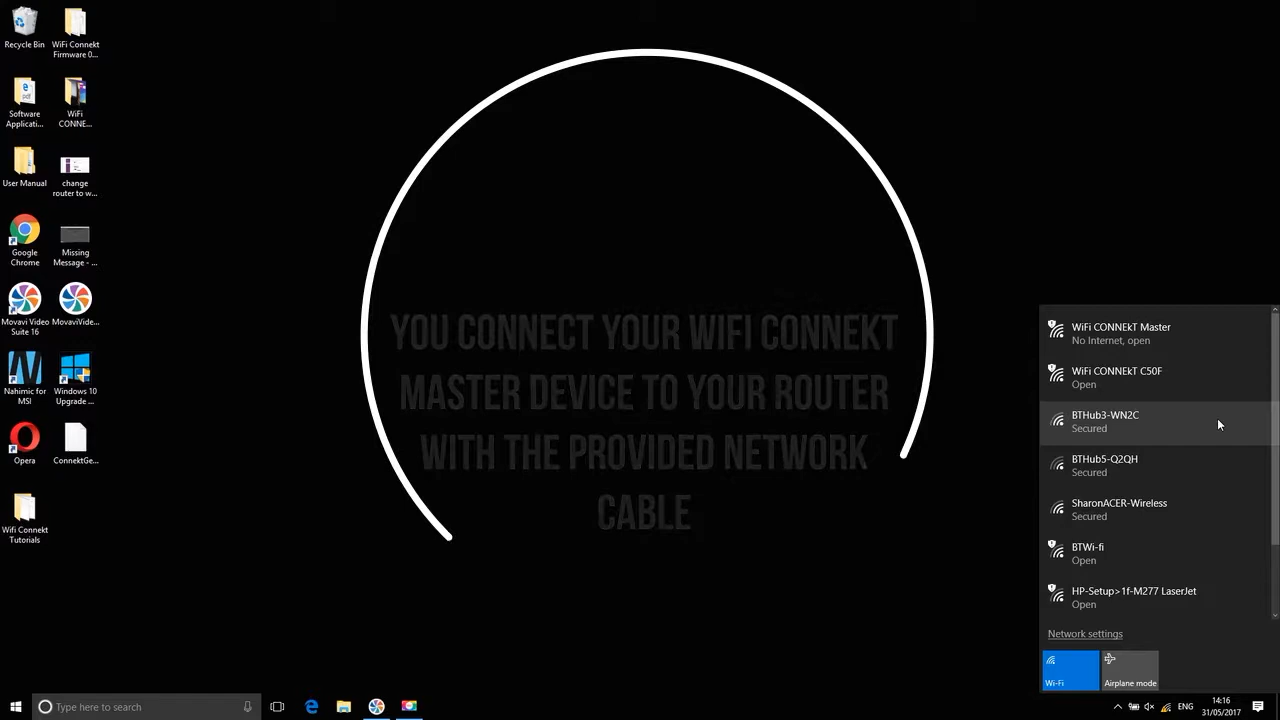 Recycle Bin
WiFi Connekt
Firmware 0...
Software
Applicati...
WiFi
CONNE...
User Manual
change
router to w...
Google
Chrome
Missing
Message - ...
Movavi Video
Suite 16
MovaviVide...
Nahimic for
MSI
Windows 10
Upgrade ...
Opera
ConnektGe...
Wifi Connekt
Tutorials
YOU CONNECT YOUR WIFI CONNEKT
MASTER DEVICE TO YOUR ROUTER
WITH THE PROVIDED NETWORK
CABLE
WiFi CONNEkT Master
No Internet, open
WiFi CONNEkT C50F
Open
BTHub3-WN2C
Secured
BTHub5-Q2QH
Secured
SharonACER-Wireless
Secured
BTWi-fi
Open
HP-Setup>1f-M277 LaserJet
Open
Network settings
Wi-Fi
Airplane mode
Type here to search
ENG
14:16
31/05/2017